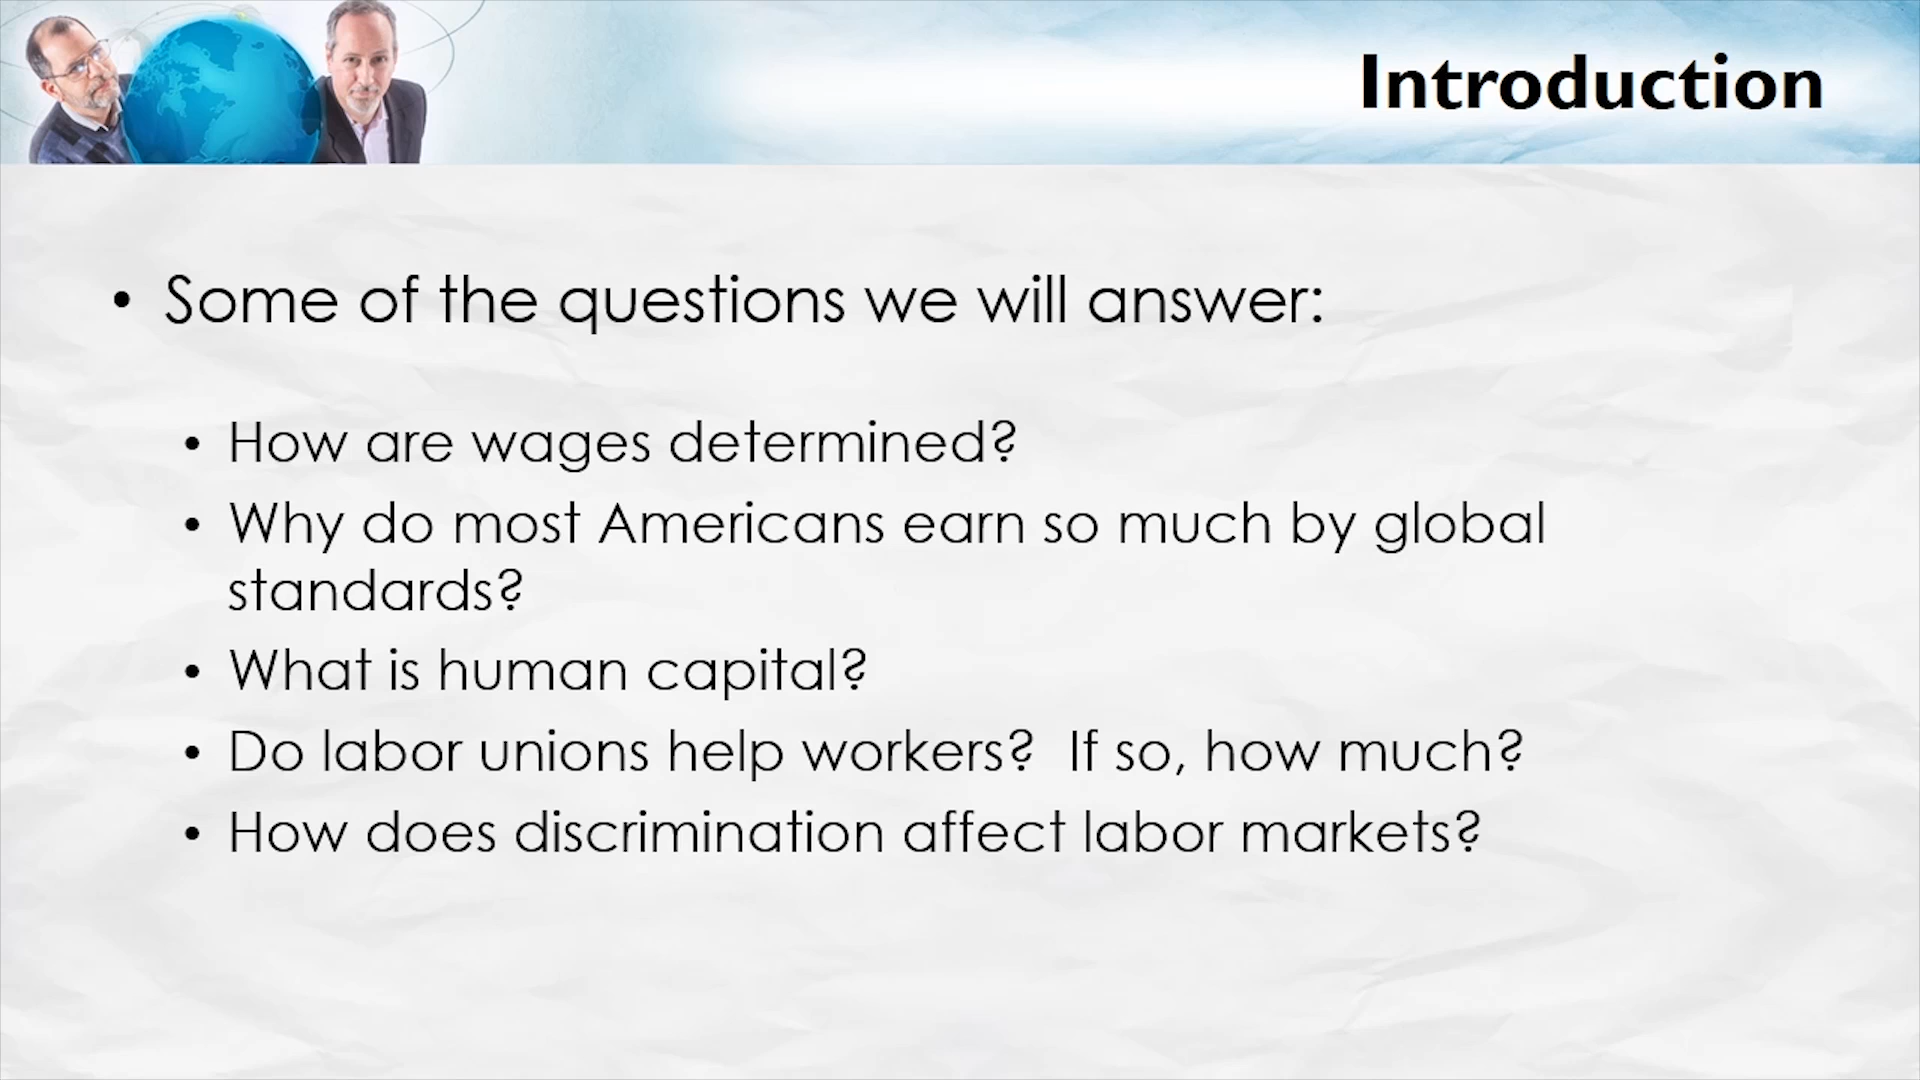 Introduction
• Some of the questions we will answer:
• How are wages determined?
• Why do most Americans earn so much by global
standards?
• What is human capital?
• Do labor unions help workers?  If so, how much?
• How does discrimination affect labor markets?